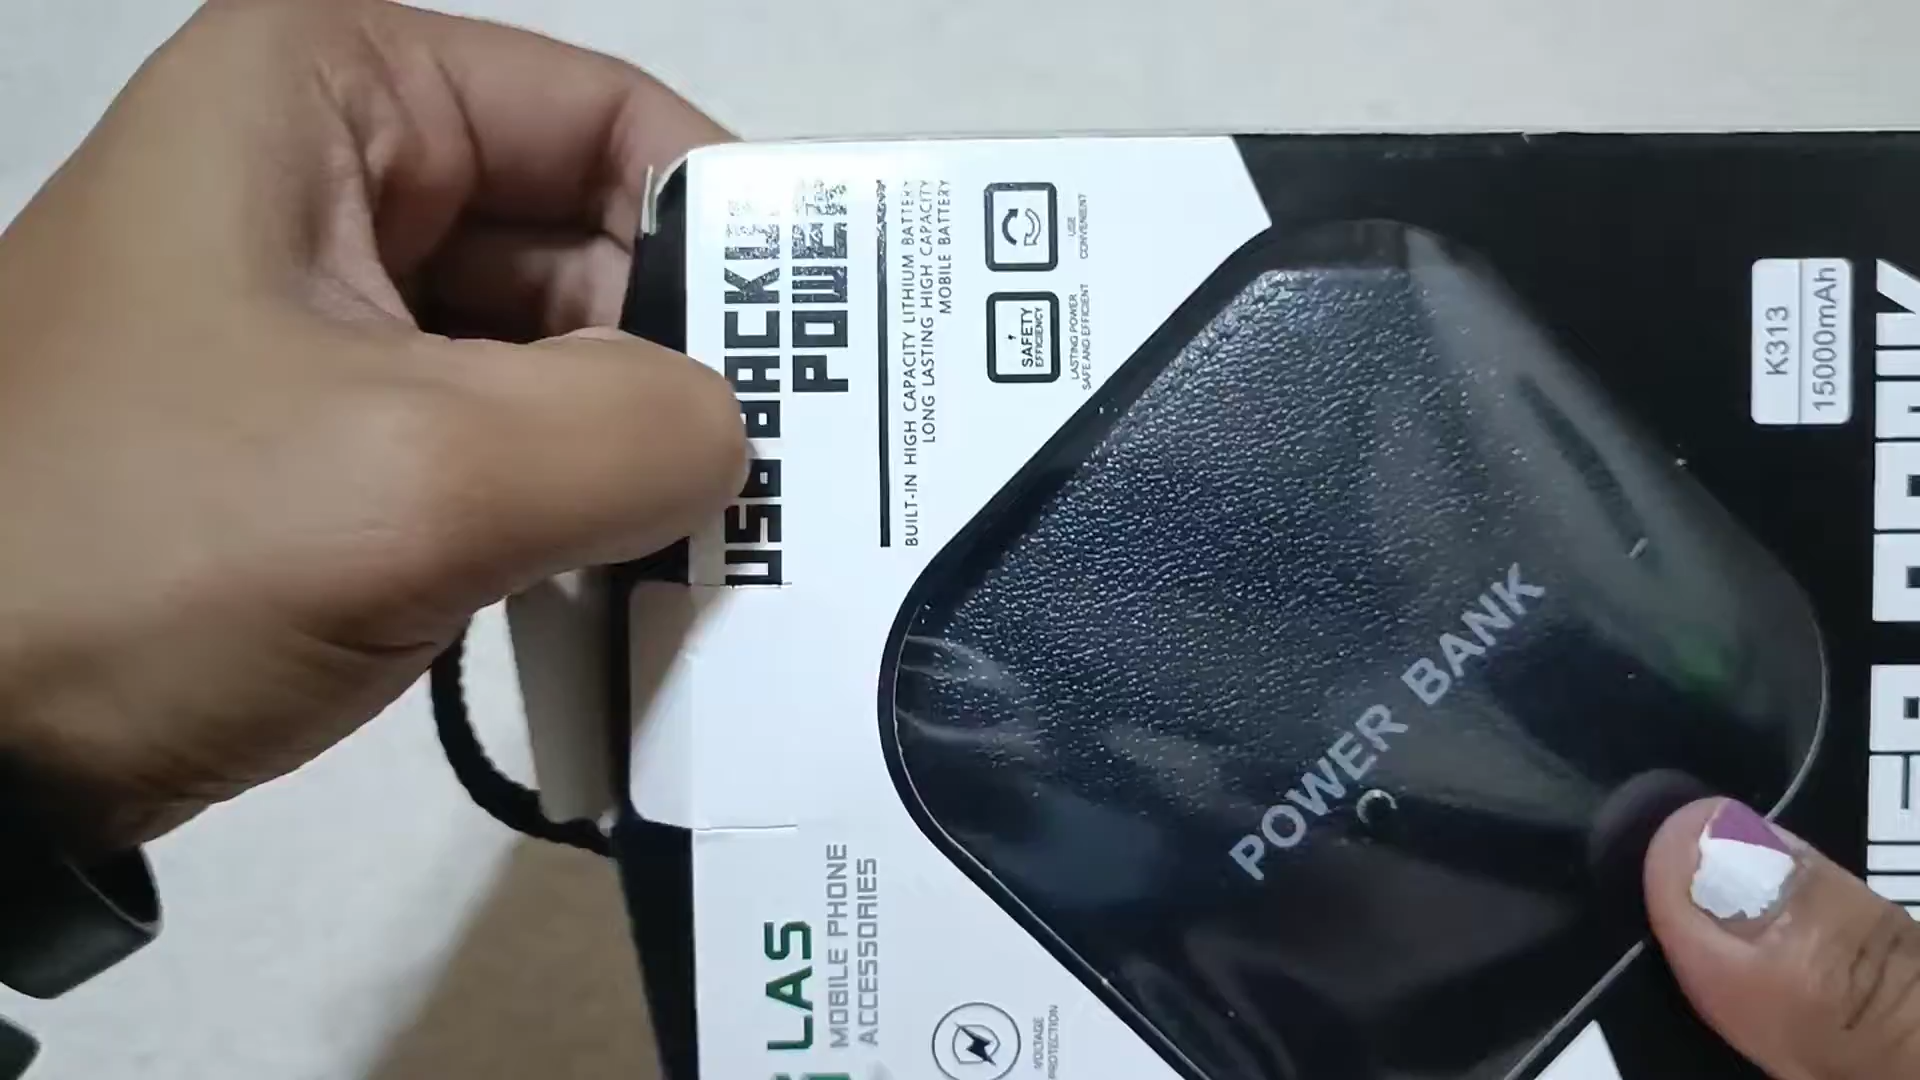 USB BACKUP
POWER
BUILT-IN HIGH CAPACITY LITHIUM BATTERY
LONG LASTING HIGH CAPACITY
MOBILE BATTERY
USE
CONVENIENT
SAFETY
EFFICIENCY
LASTING POWER
SAFE AND EFFICIENT
K313
15000mAh
POWER BANK
LAS
MOBILE PHONE
ACCESSORIES
VOLTAGE
PROTECTION